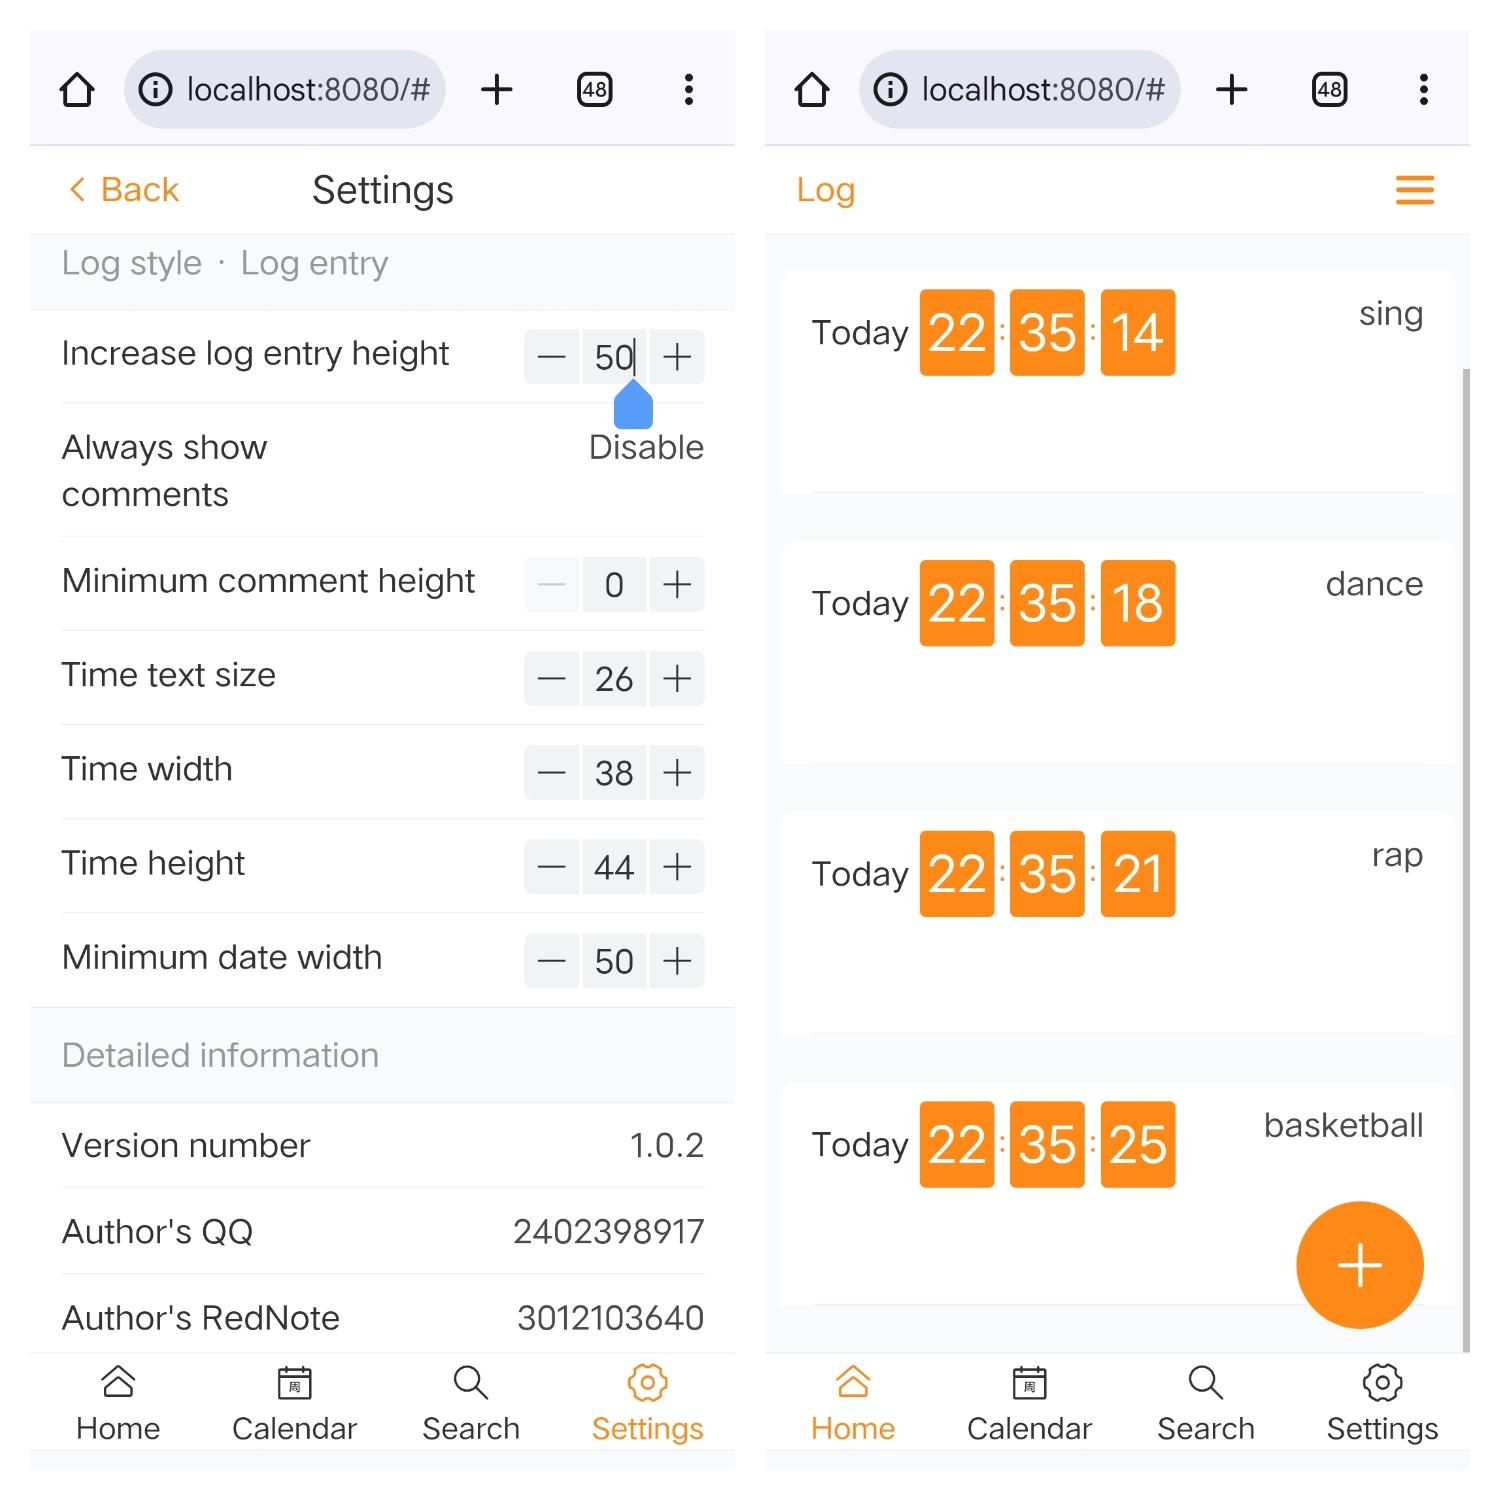 localhost:8080/#
48
Back
Settings
Log style · Log entry
Increase log entry height
50
Always show
comments
Disable
Minimum comment height
0
Time text size
26
Time width
38
Time height
44
Minimum date width
50
Detailed information
Version number
1.0.2
Author's QQ
2402398917
Author's RedNote
3012103640
周
Home
Calendar
Search
Settings
localhost:8080/#
48
Log
Today 22:35:14
sing
Today 22:35:18
dance
Today 22:35:21
rap
Today 22:35:25
basketball
周
Home
Calendar
Search
Settings